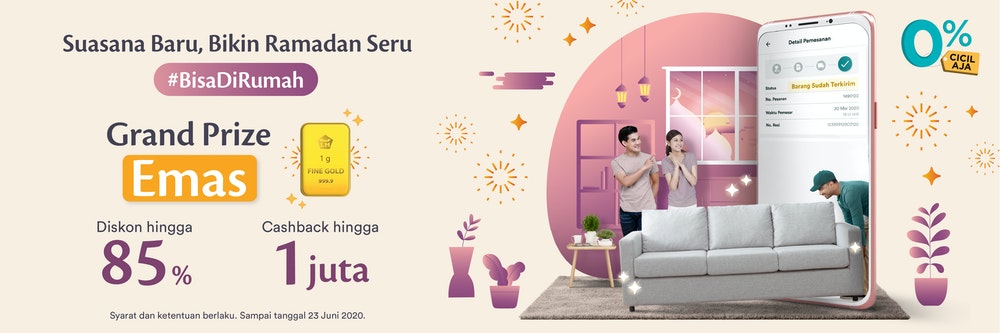 Suasana Baru, Bikin Ramadan Seru
#BisaDiRumah
Grand Prize
Emas
1 g
FINE GOLD
999.9
Diskon hingga
85%
Cashback hingga
1 juta
Syarat dan ketentuan berlaku. Sampai tanggal 23 Juni 2020.
Detail Pemesanan
Status
Barang Sudah Terkirim
No. Pesanan
Waktu Pemesan
20 Mei 2020
No. Resi
0%
CICIL
AJA